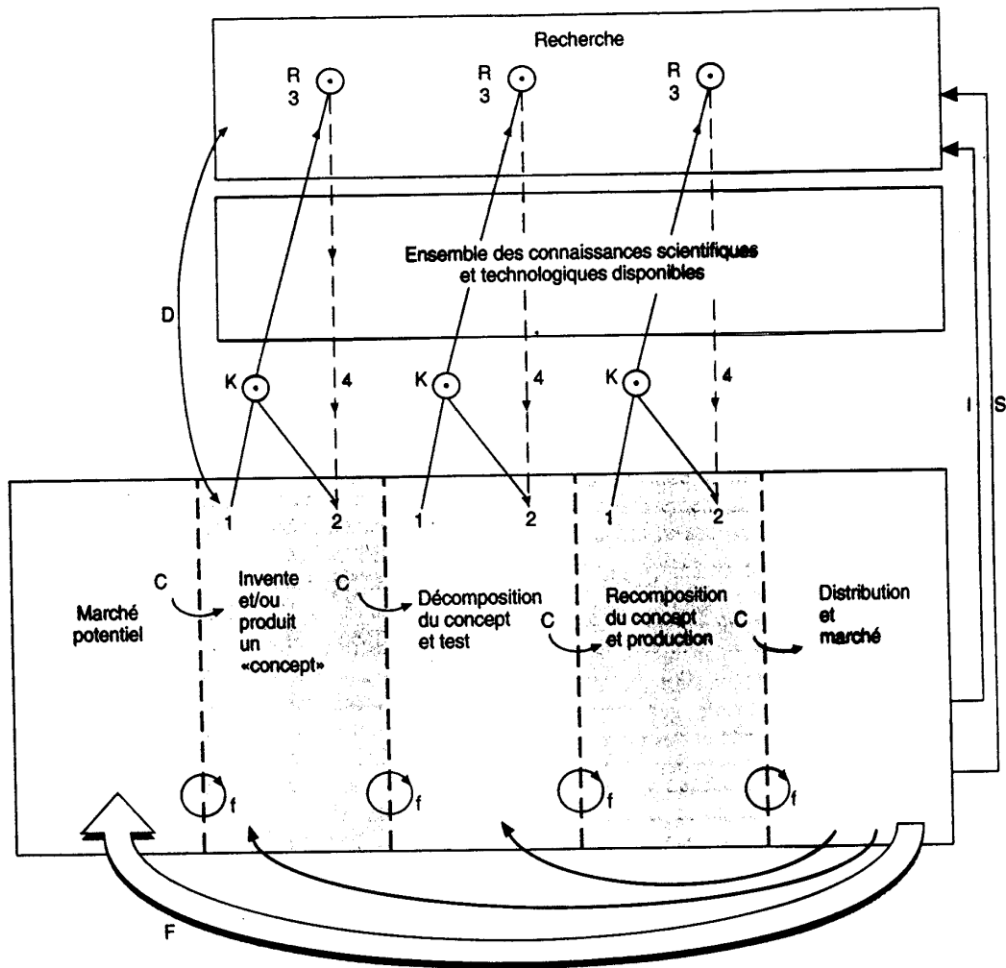 Recherche
R
3
R
3
R
3
Ensemble des connaissances scientifiques
et technologiques disponibles
D
K
4
K
4
K
4
I
S
1
2
1
2
1
2
C
C
C
C
Marché
potentiel
Invente
et/ou
produit
un
«concept»
Décomposition
du concept
et test
Recomposition
du concept
et production
Distribution
et
marché
f
f
f
f
F